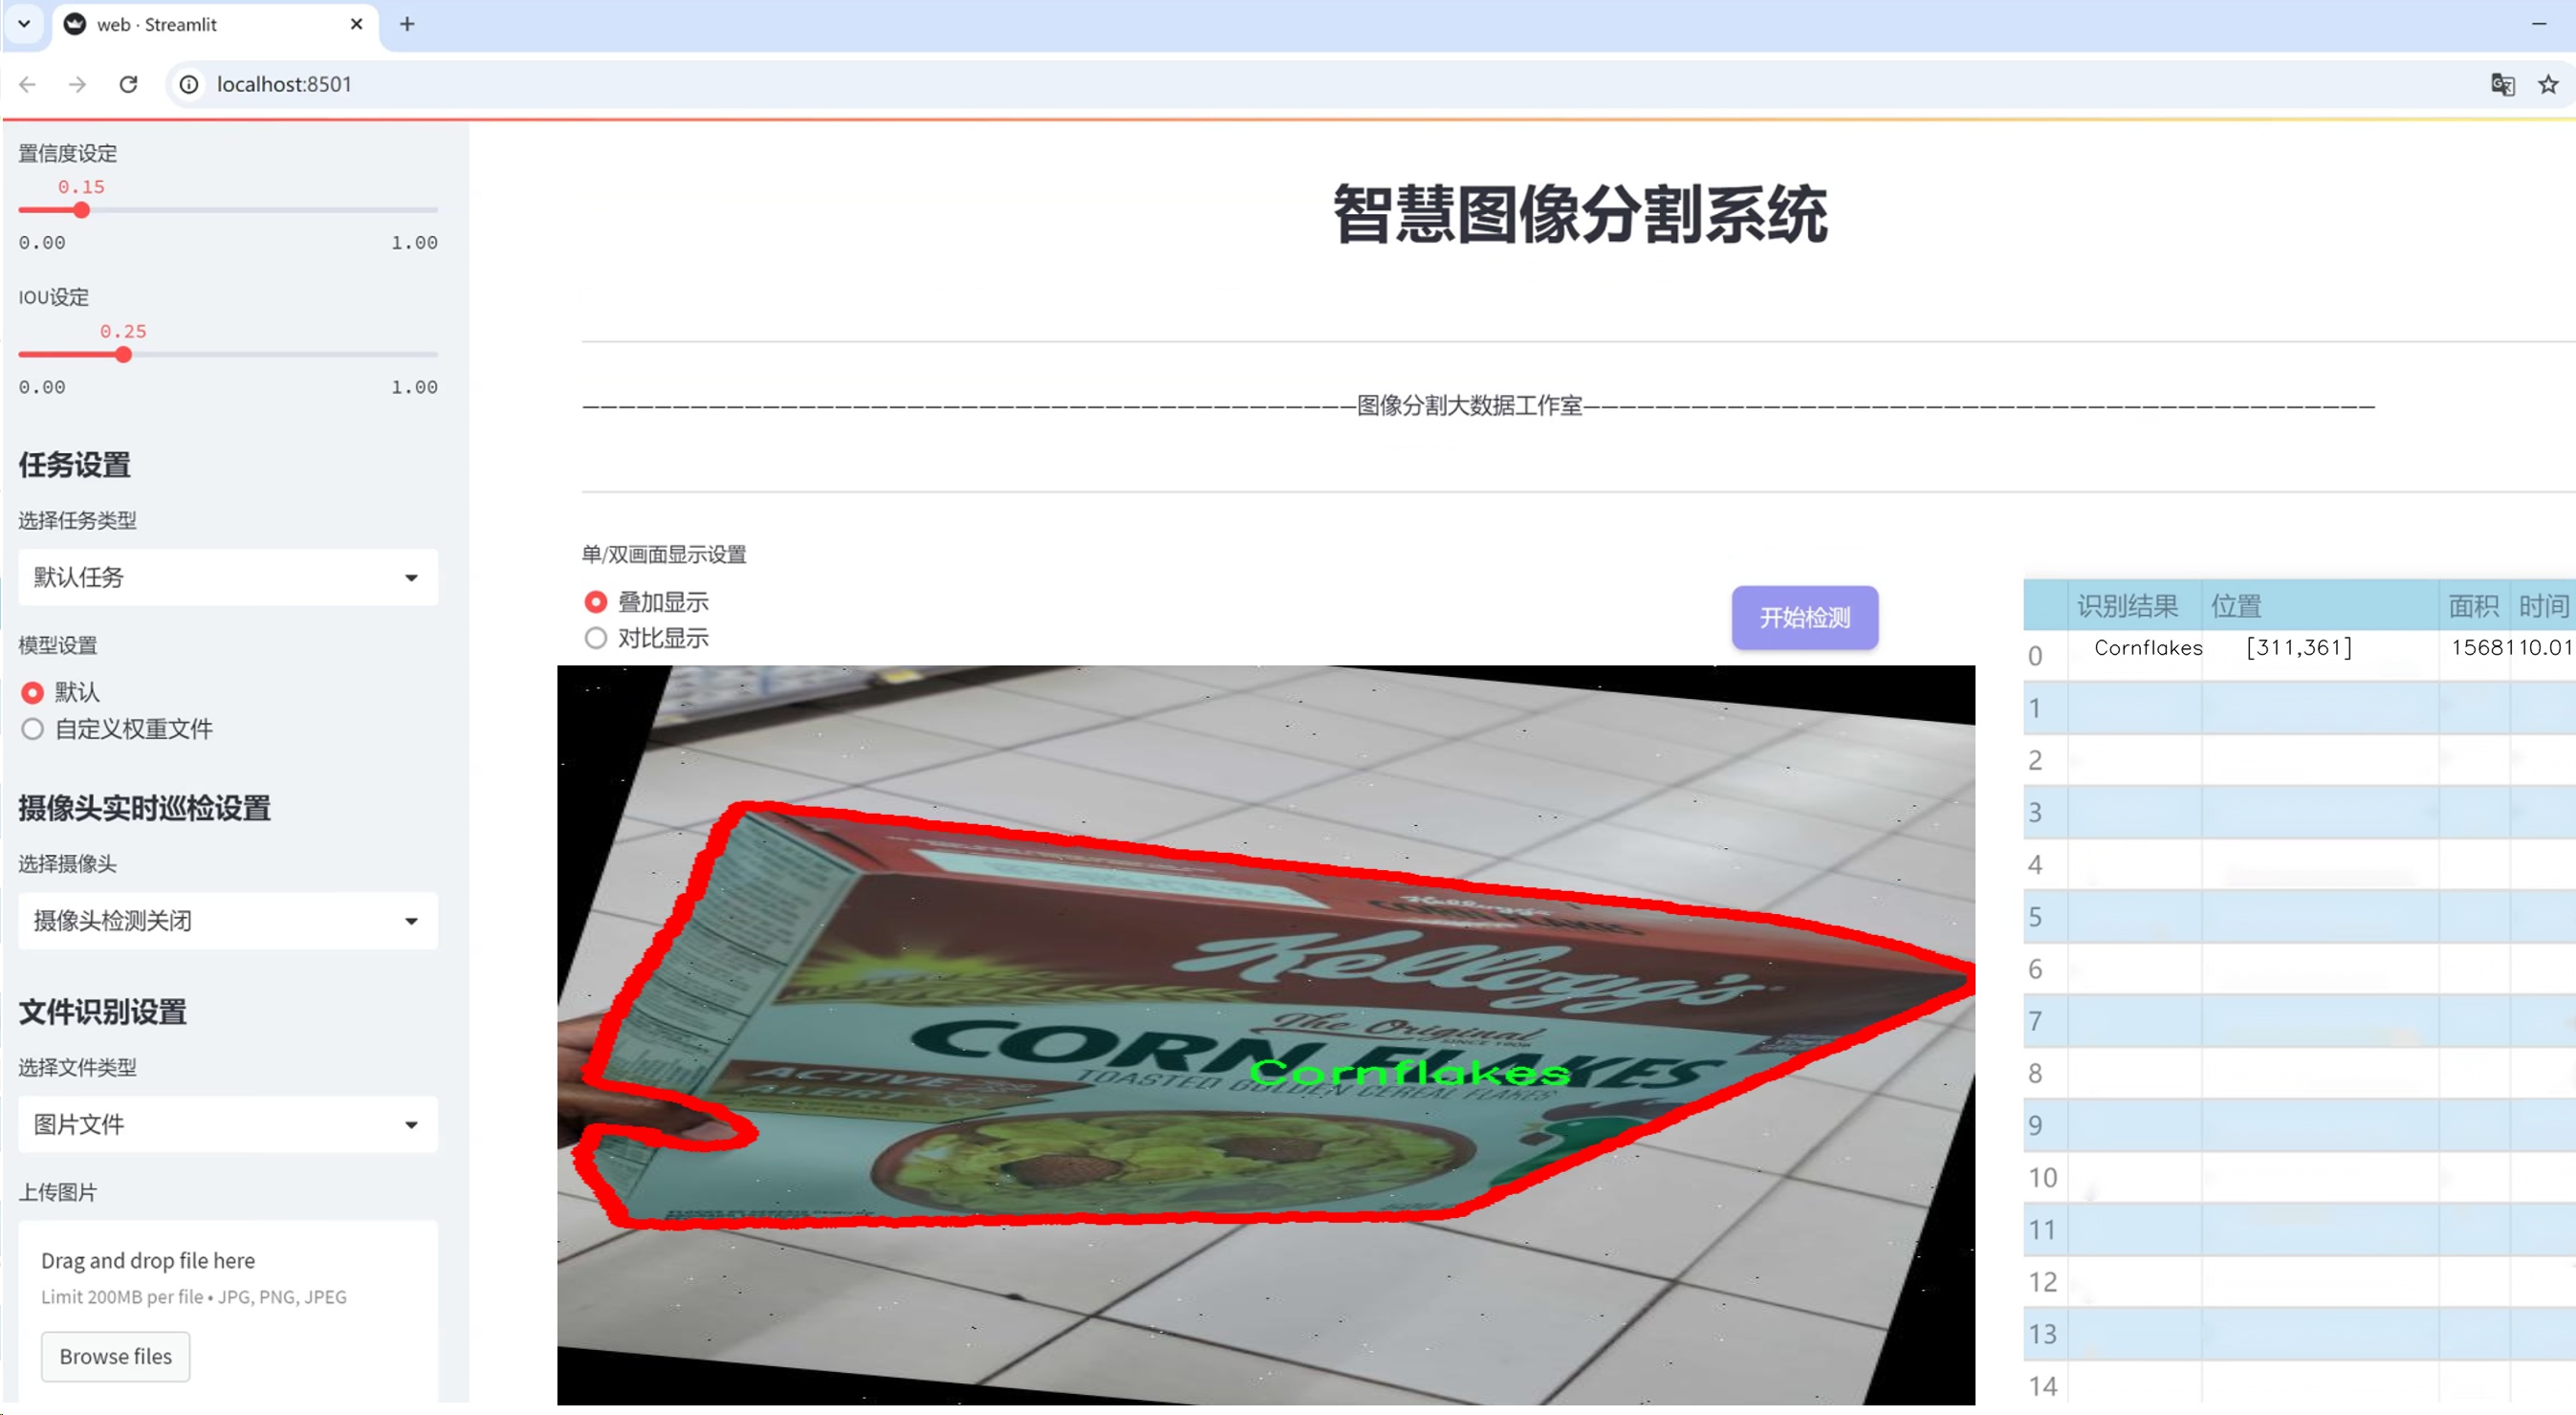 web · Streamlit
localhost:8501
置信度设定
0.15
0.00 1.00
IOU设定
0.25
0.00 1.00
任务设置
选择任务类型
默认任务
模型设置
默认
自定义权重文件
摄像头实时巡检设置
选择摄像头
摄像头检测关闭
文件识别设置
选择文件类型
图片文件
上传图片
Drag and drop file here
Limit 200MB per file • JPG, PNG, JPEG
Browse files
智慧图像分割系统
图像分割大数据工作室
单/双画面显示设置
叠加显示
对比显示
开始检测
Kellogg's
CORN FLAKES
Kellogg's
The Original
SINCE 1906
CORN FLAKES
Cornflakes
TOASTED GOLDEN CEREAL FLAKES
ACTIVE
ALERT
识别结果 位置 面积 时间
0 Cornflakes [311,361] 156811 0.01
1
2
3
4
5
6
7
8
9
10
11
12
13
14